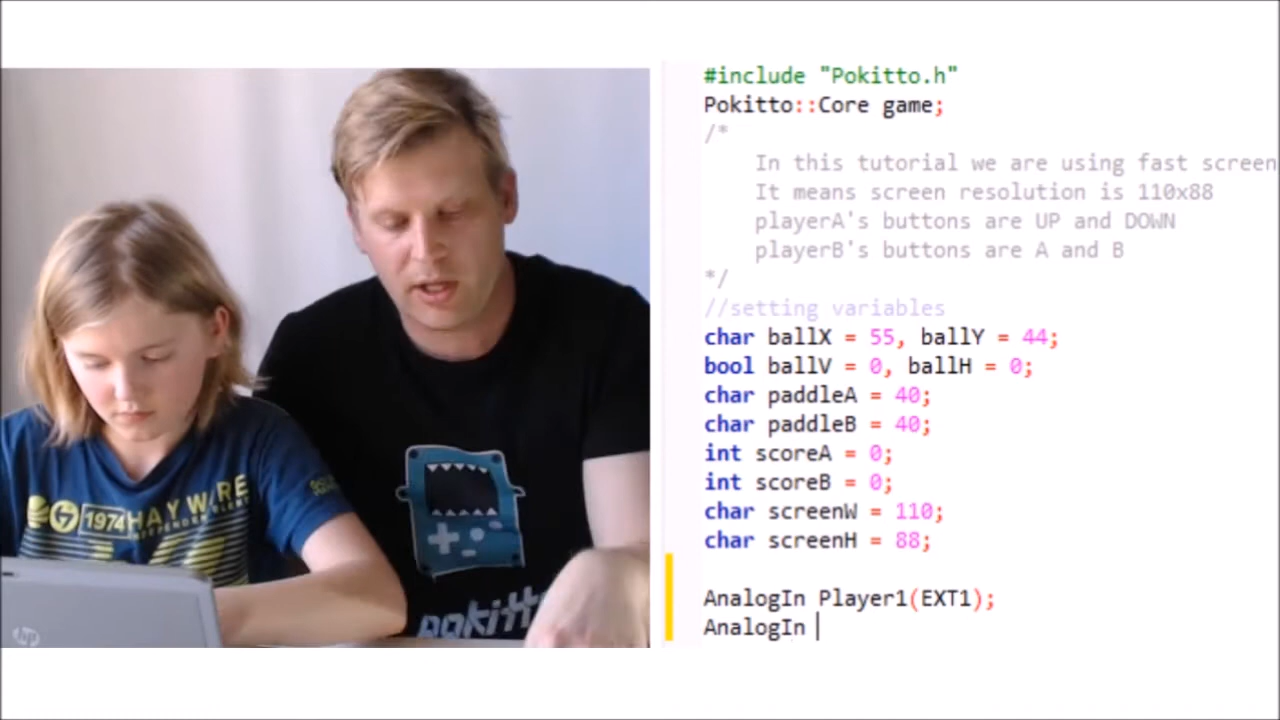 #include "Pokitto.h"
Pokitto::Core game;
/*
In this tutorial we are using fast screen
It means screen resolution is 110x88
playerA's buttons are UP and DOWN
playerB's buttons are A and B
*/
//setting variables
char ballX = 55, ballY = 44;
bool ballV = 0, ballH = 0;
char paddleA = 40;
char paddleB = 40;
int scoreA = 0;
int scoreB = 0;
char screenW = 110;
char screenH = 88;
AnalogIn Player1(EXT1);
AnalogIn
1974 HAYWIRE
pokitto
hp